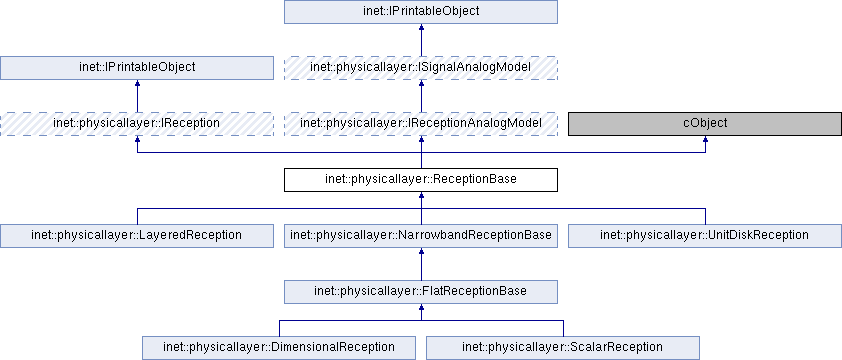 inet::IPrintableObject
inet::IPrintableObject
inet::physicallayer::ISignalAnalogModel
inet::physicallayer::IReception
inet::physicallayer::IReceptionAnalogModel
cObject
inet::physicallayer::ReceptionBase
inet::physicallayer::LayeredReception
inet::physicallayer::NarrowbandReceptionBase
inet::physicallayer::UnitDiskReception
inet::physicallayer::FlatReceptionBase
inet::physicallayer::DimensionalReception
inet::physicallayer::ScalarReception